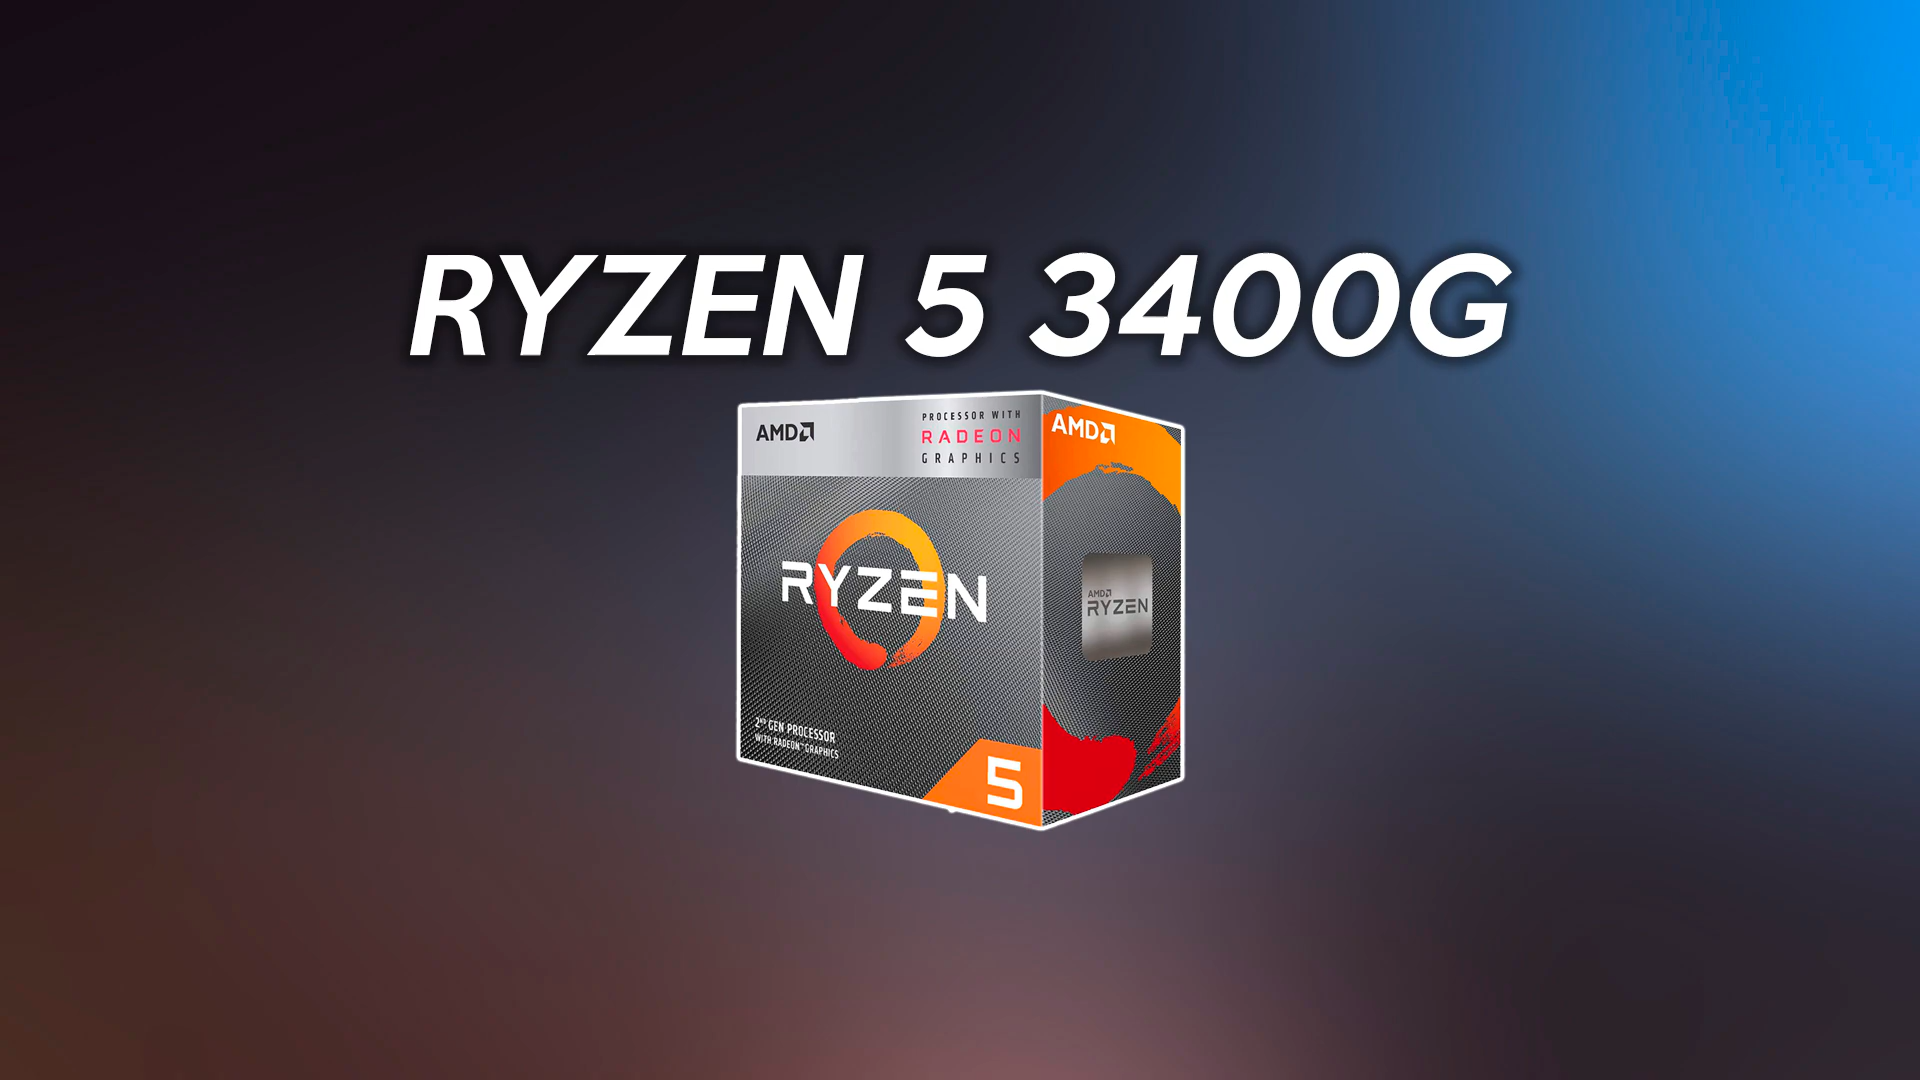 RYZEN 5 3400G
AMD
PROCESSOR WITH
RADEON
GRAPHICS
RYZEN
2ND GEN PROCESSOR
WITH RADEON™ GRAPHICS
5
AMD
AMD
RYZEN